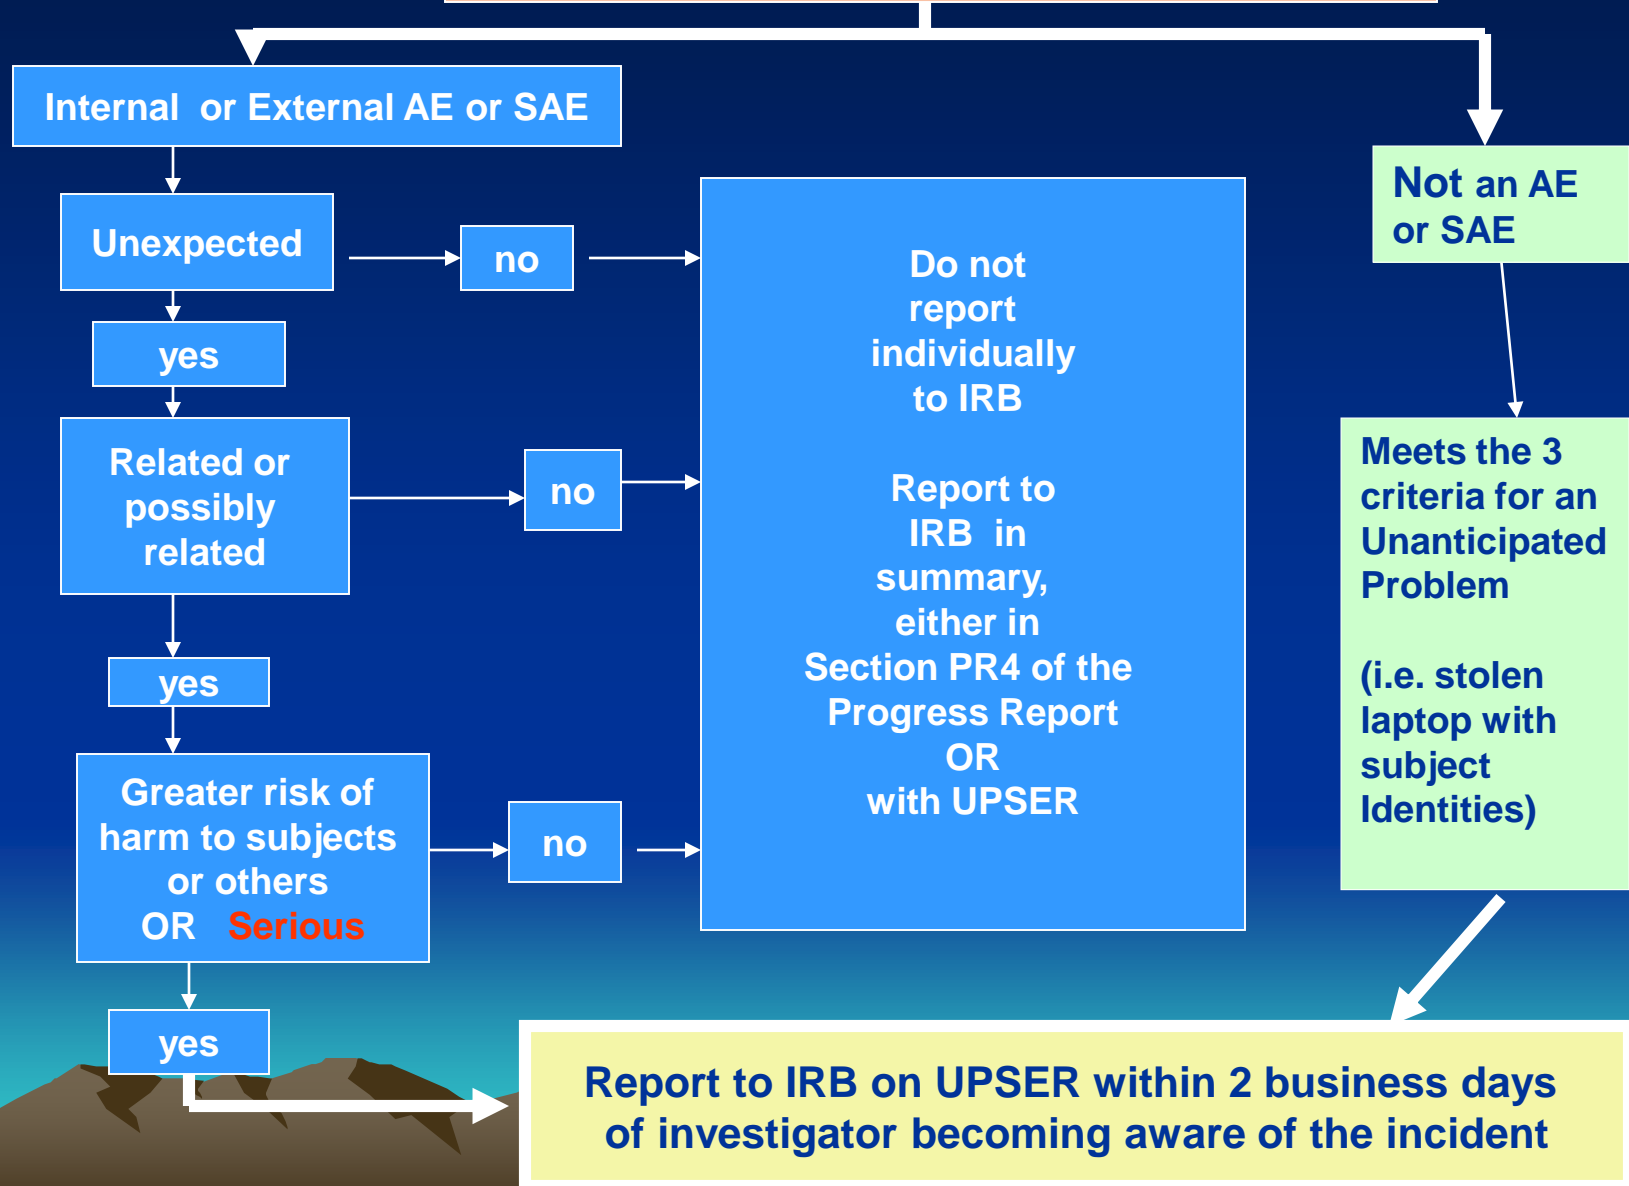 Internal or External AE or SAE
Unexpected
no
yes
Related or
possibly
related
no
yes
Greater risk of
harm to subjects
or others
OR Serious
no
yes
Do not
report
individually
to IRB
Report to
IRB in
summary,
either in
Section PR4 of the
Progress Report
OR
with UPSER
Not an AE
or SAE
Meets the 3
criteria for an
Unanticipated
Problem
(i.e. stolen
laptop with
subject
Identities)
Report to IRB on UPSER within 2 business days
of investigator becoming aware of the incident